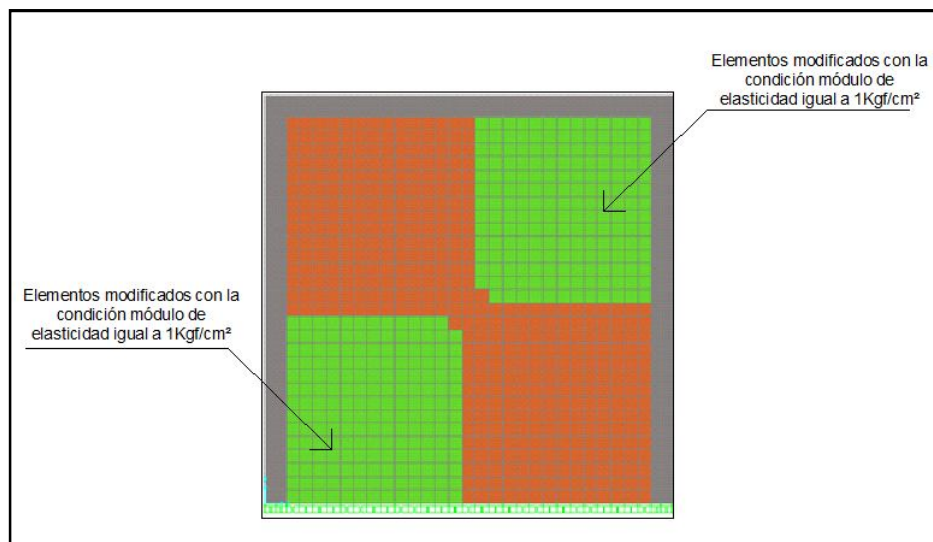 Elementos modificados con la
condición módulo de
elasticidad igual a 1Kgf/cm²
Elementos modificados con la
condición módulo de
elasticidad igual a 1Kgf/cm²